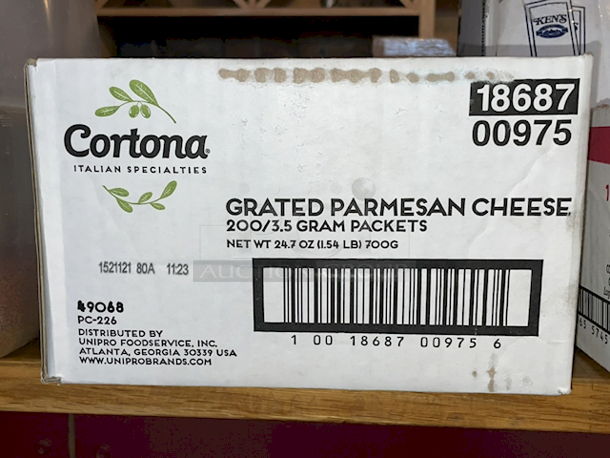 KEN'S
18687
00975
Cortona
ITALIAN SPECIALTIES
GRATED PARMESAN CHEESE
200/3.5 GRAM PACKETS
NET WT 24.7 OZ (1.54 LB) 700G
1521121 80A 11:23
49088
PC-226
DISTRIBUTED BY
UNIPRO FOODSERVICE, INC.
ATLANTA, GEORGIA 30339 USA
WWW.UNIPROBRANDS.COM
1 00 18687 00975 6